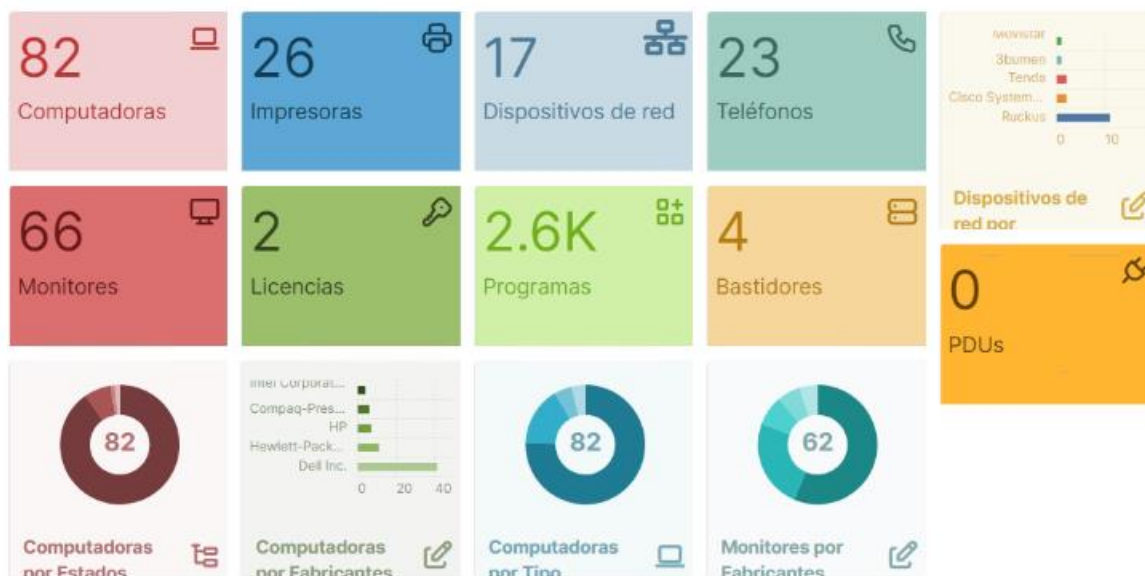 82
Computadoras
26
Impresoras
17
Dispositivos de red
23
Teléfonos
Movistar
3bumen
Tenda
Cisco System...
Ruckus
0 10
Dispositivos de
red por
66
Monitores
2
Licencias
2.6K
Programas
4
Bastidores
0
PDUs
82
Computadoras
por Estados
Intel Corporat...
Compaq-Pres...
HP
Hewlett-Pack...
Dell Inc.
0 20 40
Computadoras
por Fabricantes
82
Computadoras
por Tipo
62
Monitores por
Fabricantes